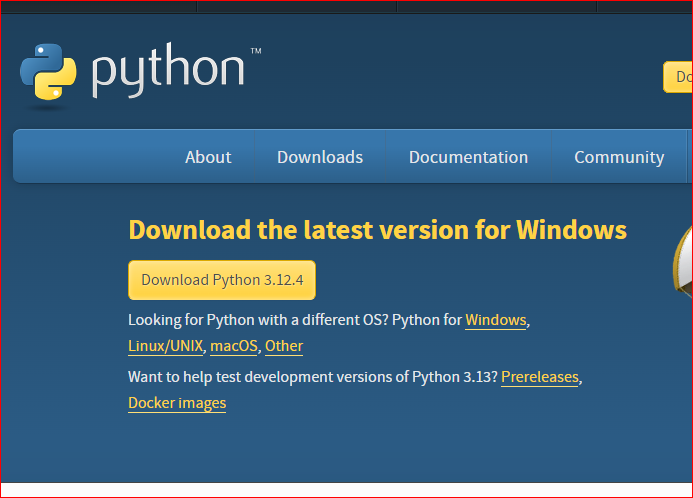 python™
About Downloads Documentation Community
Download the latest version for Windows
Download Python 3.12.4
Looking for Python with a different OS? Python for Windows,
Linux/UNIX, macOS, Other
Want to help test development versions of Python 3.13? Prereleases,
Docker images